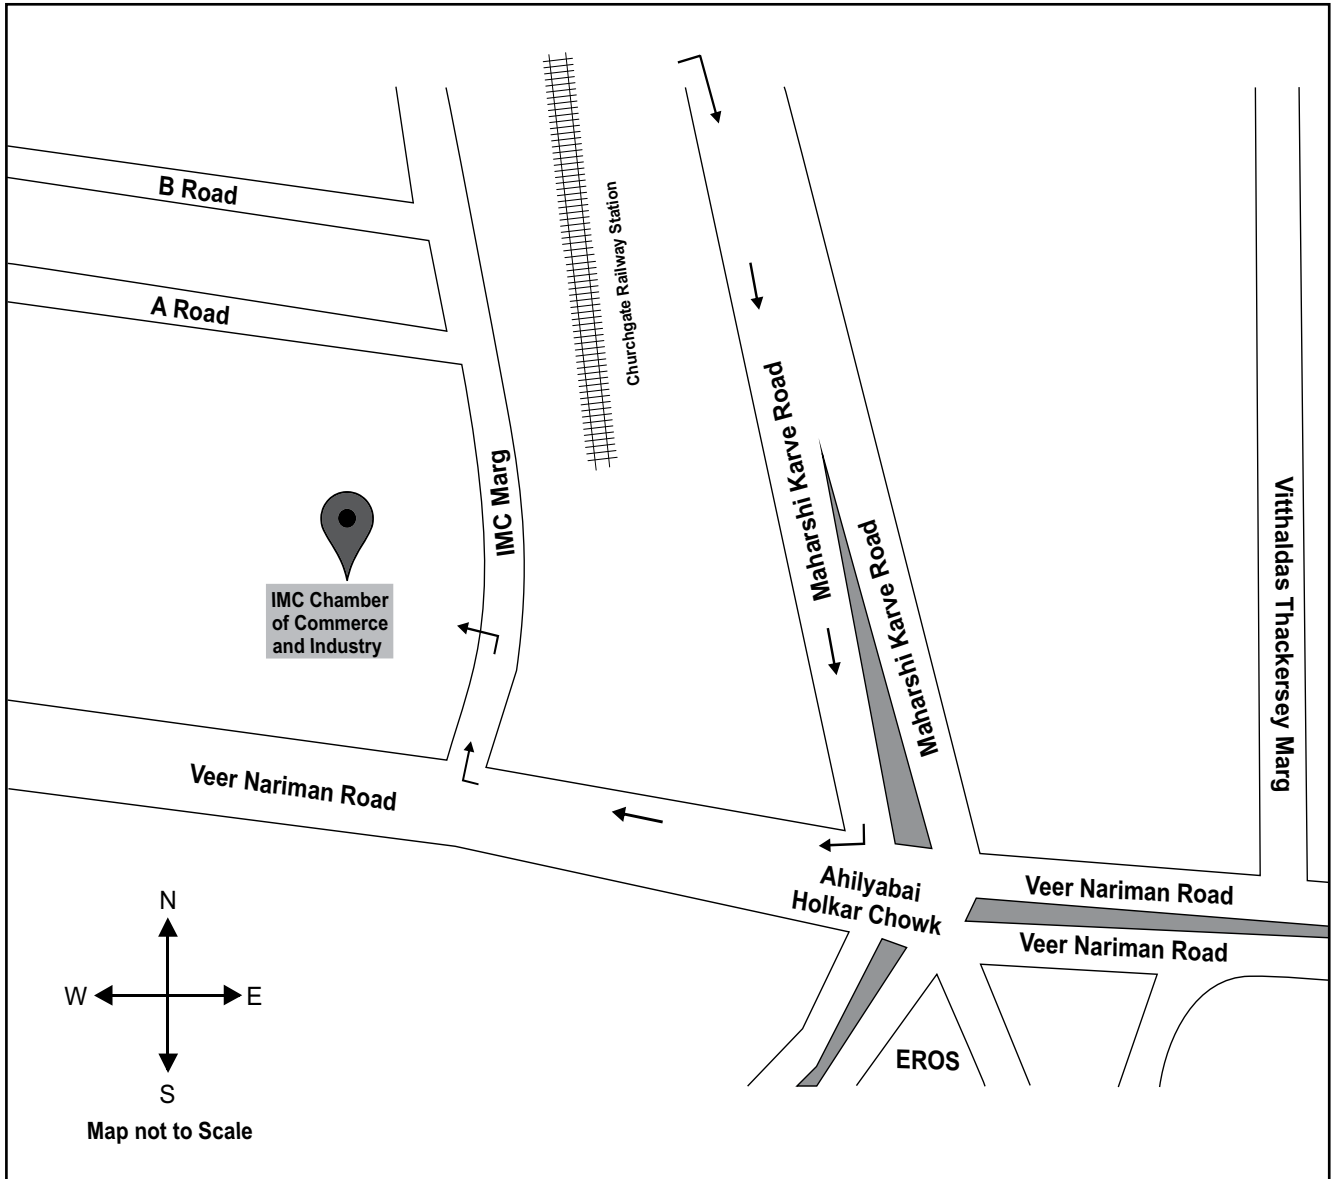 B Road
A Road
Churchgate Railway Station
Maharshi Karve Road
IMC Marg
Maharshi Karve Road
Vitthaldas Thackersey Marg
IMC Chamber
of Commerce
and Industry
Veer Nariman Road
Ahilyabai
Holkar Chowk
Veer Nariman Road
Veer Nariman Road
N
W
E
S
EROS
Map not to Scale